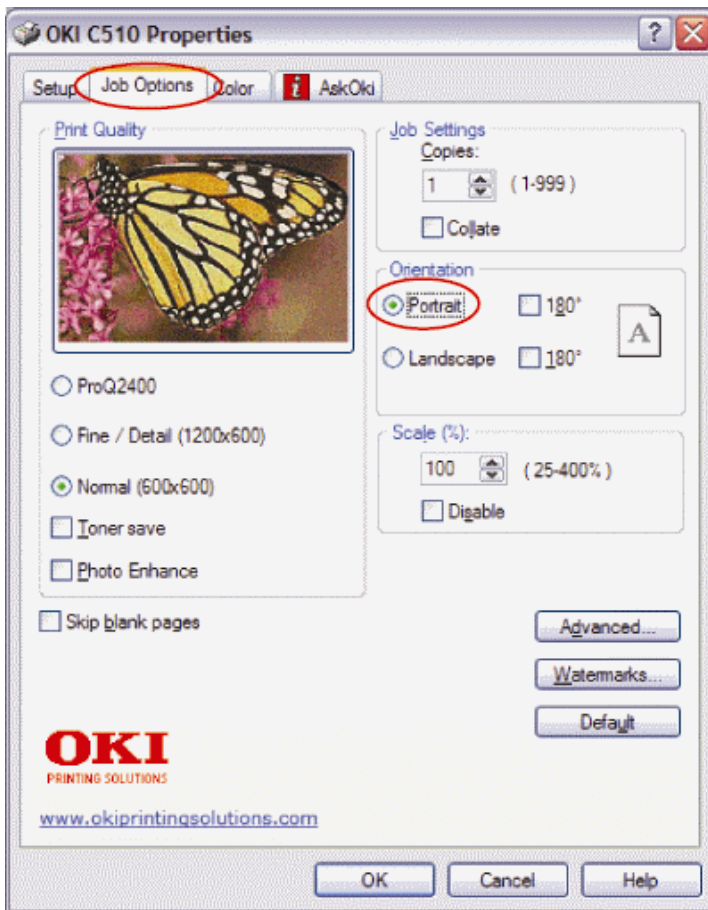 OKI C510 Properties
Setup Job Options Color i AskOki
Print Quality
ProQ2400
Fine / Detail (1200x600)
Normal (600x600)
Toner save
Photo Enhance
Skip blank pages
Job Settings
Copies:
1 (1-999)
Collate
Orientation
Portrait 180°
Landscape 180°
A
Scale (%):
100 (25-400%)
Disable
Advanced...
Watermarks...
Default
OKI
PRINTING SOLUTIONS
www.okiprintingsolutions.com
OK Cancel Help